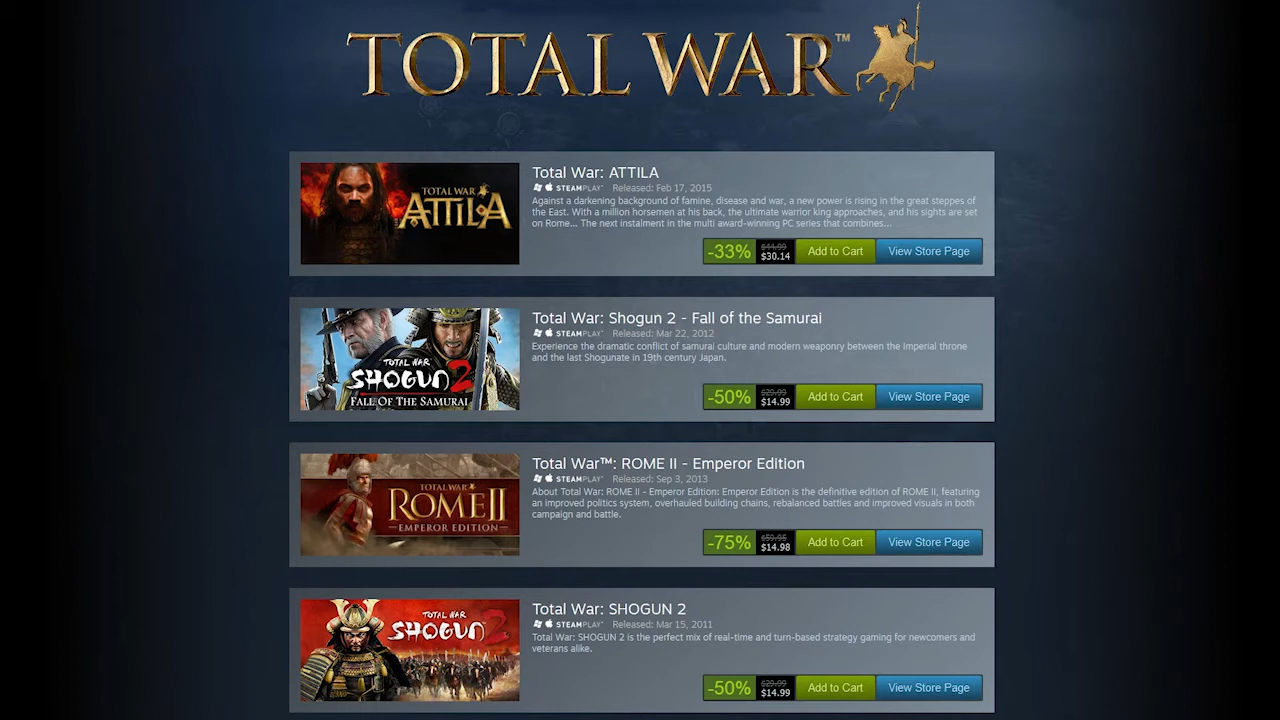 TOTAL WAR™
TOTAL WAR
ATTILA
Total War: ATTILA
STEAMPLAY™ Released: Feb 17, 2015
Against a darkening background of famine, disease and war, a new power is rising in the great steppes of
the East. With a million horsemen at his back, the ultimate warrior king approaches, and his sights are set
on Rome... The next instalment in the multi award-winning PC series that combines...
-33% $44.99 $30.14 Add to Cart View Store Page
TOTAL WAR
SHOGUN 2
FALL OF THE SAMURAI
Total War: Shogun 2 - Fall of the Samurai
STEAMPLAY™ Released: Mar 22, 2012
Experience the dramatic conflict of samurai culture and modern weaponry between the Imperial throne
and the last Shogunate in 19th century Japan.
-50% $29.99 $14.99 Add to Cart View Store Page
TOTAL WAR
ROME II
EMPEROR EDITION
Total War™: ROME II - Emperor Edition
STEAMPLAY™ Released: Sep 3, 2013
About Total War: ROME II - Emperor Edition: Emperor Edition is the definitive edition of ROME II, featuring
an improved politics system, overhauled building chains, rebalanced battles and improved visuals in both
campaign and battle.
-75% $59.95 $14.98 Add to Cart View Store Page
TOTAL WAR
SHOGUN 2
Total War: SHOGUN 2
STEAMPLAY™ Released: Mar 15, 2011
Total War: SHOGUN 2 is the perfect mix of real-time and turn-based strategy gaming for newcomers and
veterans alike.
-50% $29.99 $14.99 Add to Cart View Store Page